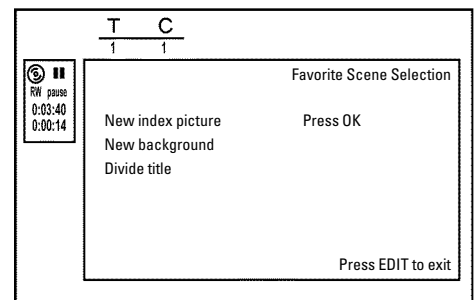 T C
1 1
RW pause
0:03:40
0:00:14
Favorite Scene Selection
New index picture Press OK
New background
Divide title
Press EDIT to exit